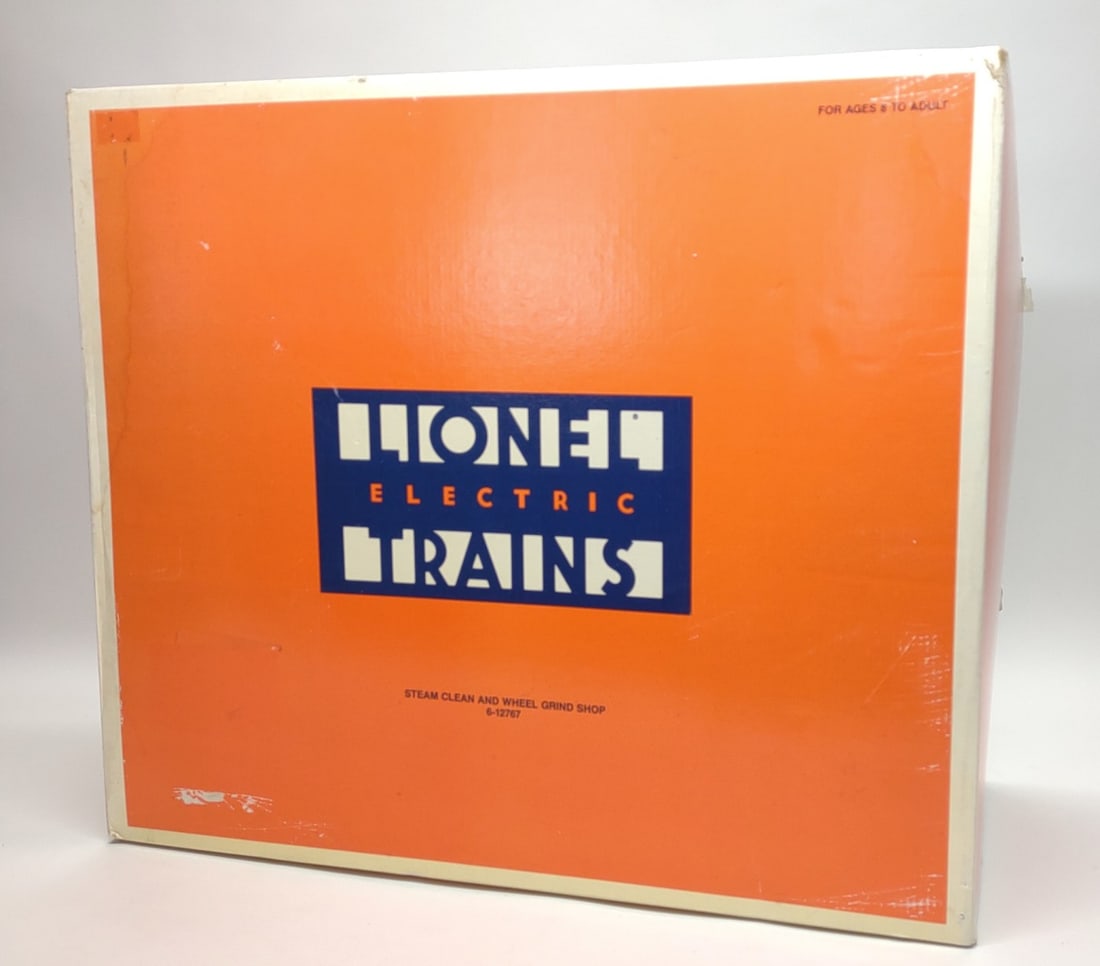 FOR AGES 8 TO ADULT
LIONEL®
ELECTRIC
TRAINS
STEAM CLEAN AND WHEEL GRIND SHOP
6-12767